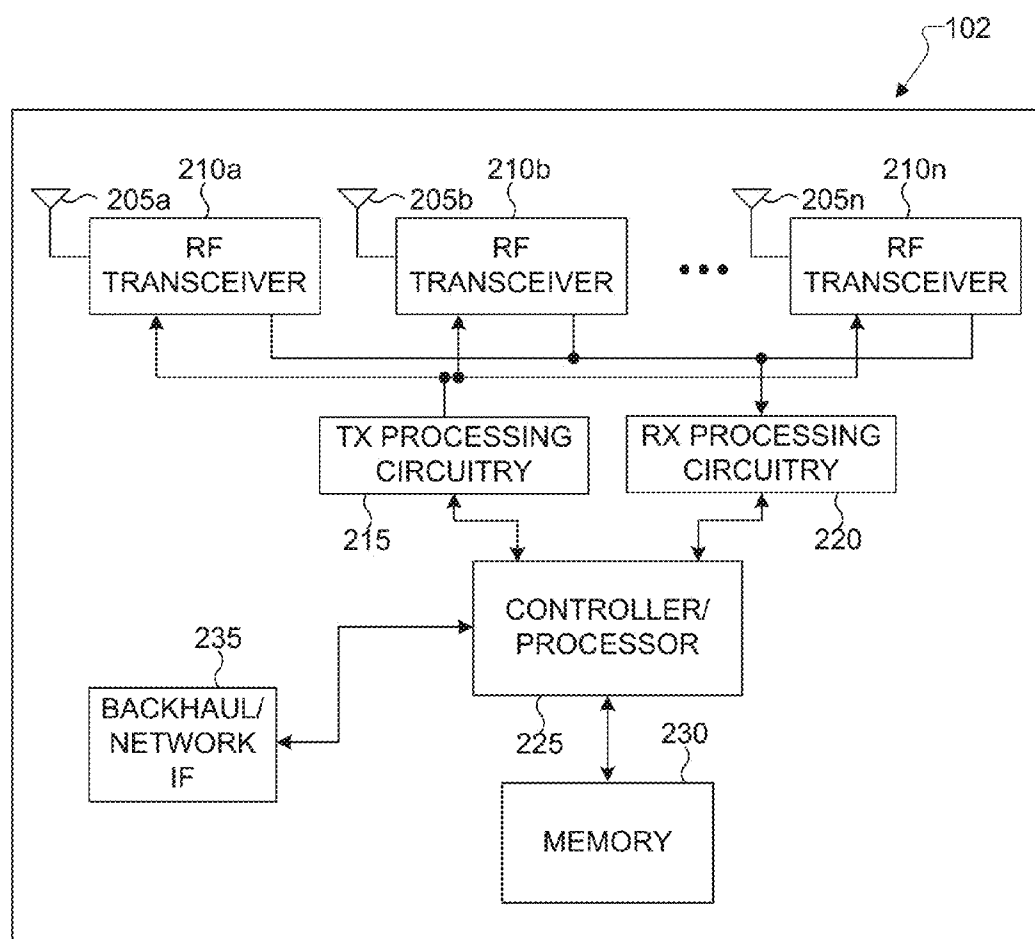 102
210a
210b
210n
205a
205b
205n
RF
TRANSCEIVER
RF
TRANSCEIVER
RF
TRANSCEIVER
TX PROCESSING
CIRCUITRY
RX PROCESSING
CIRCUITRY
215
220
CONTROLLER/
PROCESSOR
235
BACKHAUL/
NETWORK
IF
225
230
MEMORY